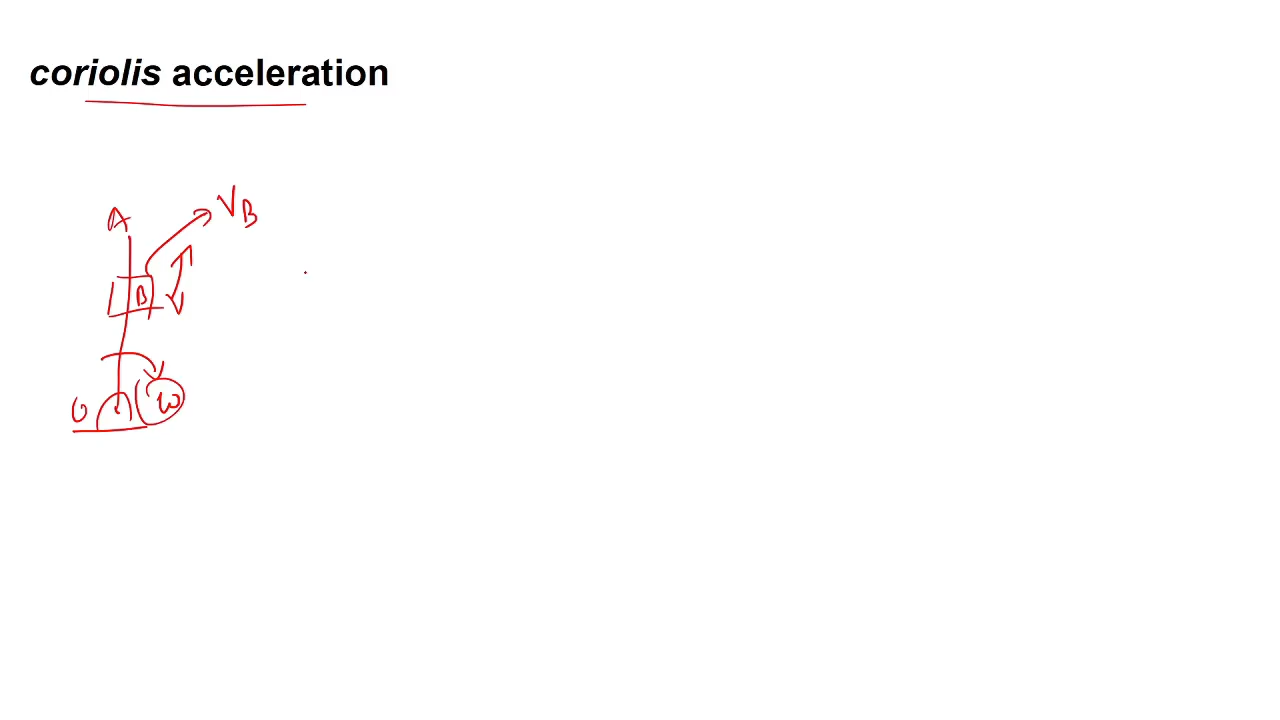 coriolis acceleration
A
VB
B
O
ω